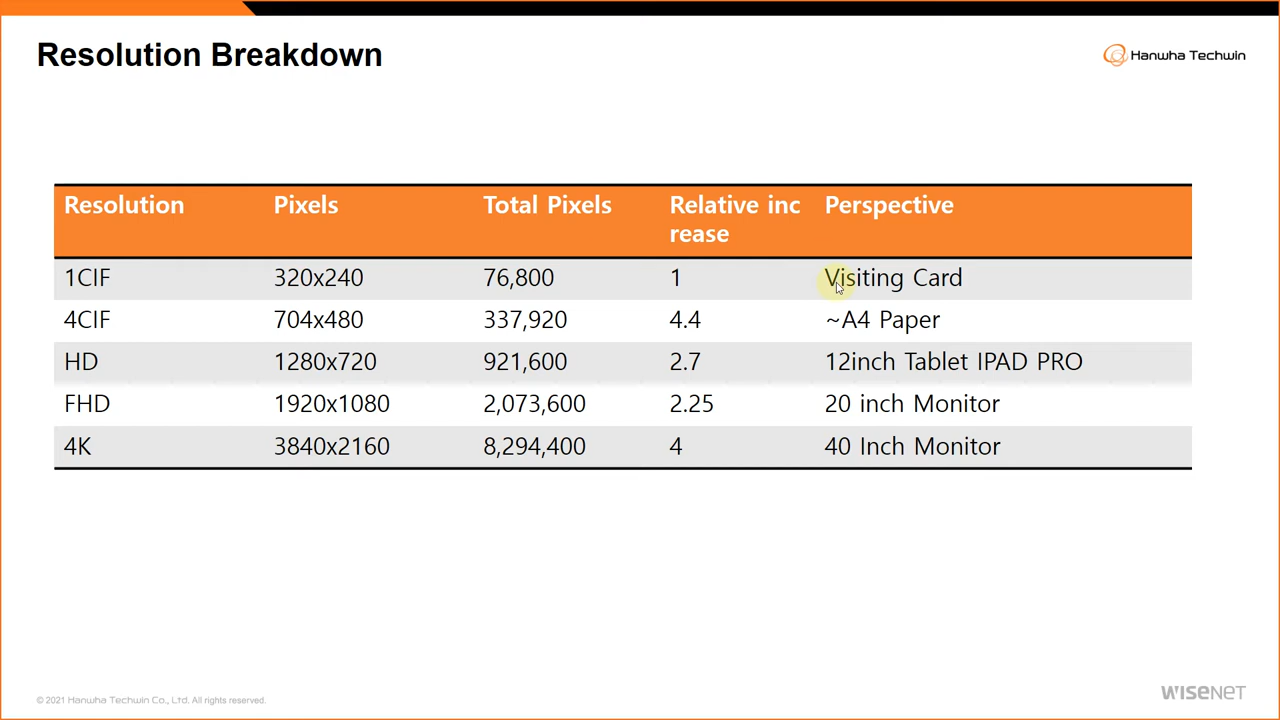 Resolution Breakdown
Hanwha Techwin
Resolution Pixels Total Pixels Relative inc Perspective
rease
1CIF 320x240 76,800 1 Visiting Card
4CIF 704x480 337,920 4.4 ~A4 Paper
HD 1280x720 921,600 2.7 12inch Tablet IPAD PRO
FHD 1920x1080 2,073,600 2.25 20 inch Monitor
4K 3840x2160 8,294,400 4 40 Inch Monitor
© 2021 Hanwha Techwin Co., Ltd. All rights reserved.
WISENET